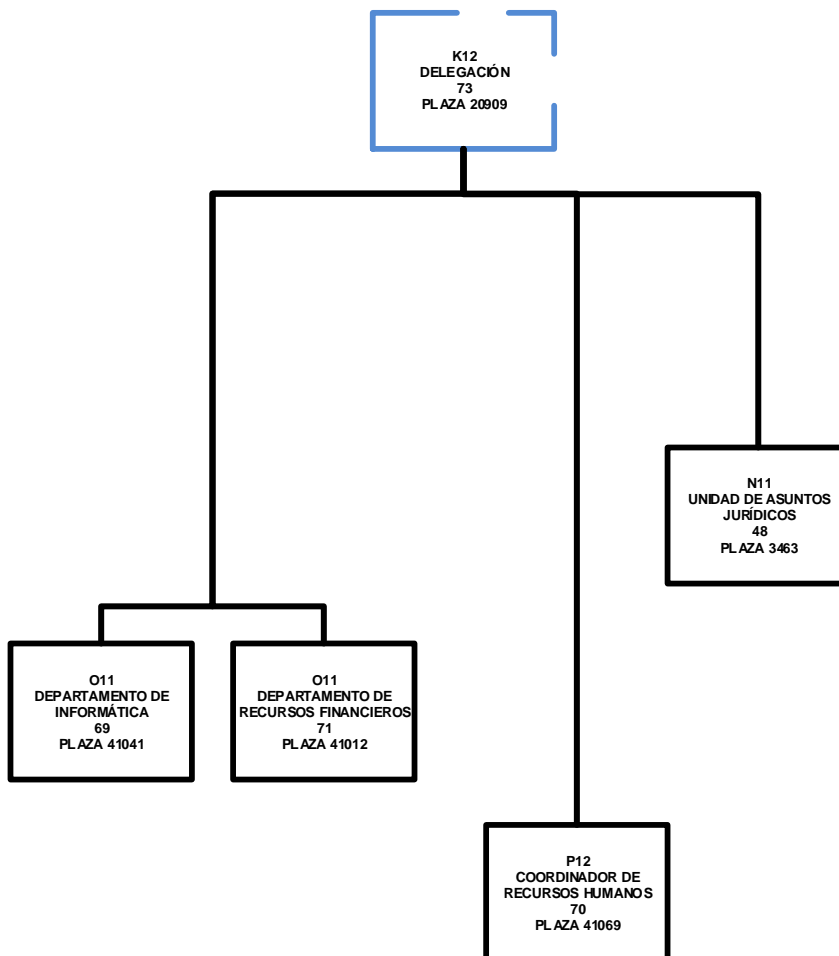 K12
DELEGACIÓN
73
PLAZA 20909
N11
UNIDAD DE ASUNTOS
JURÍDICOS
48
PLAZA 3463
O11
DEPARTAMENTO DE
INFORMÁTICA
69
PLAZA 41041
O11
DEPARTAMENTO DE
RECURSOS FINANCIEROS
71
PLAZA 41012
P12
COORDINADOR DE
RECURSOS HUMANOS
70
PLAZA 41069